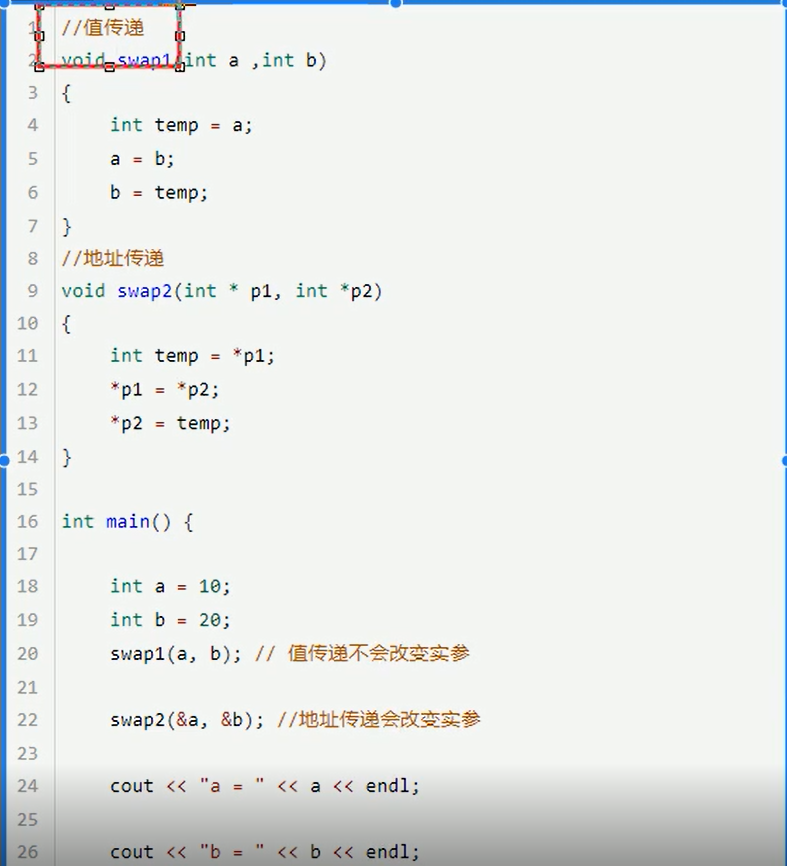 1 //值传递
2 void swap1(int a ,int b)
3 {
4 int temp = a;
5 a = b;
6 b = temp;
7 }
8 //地址传递
9 void swap2(int * p1, int *p2)
10 {
11 int temp = *p1;
12 *p1 = *p2;
13 *p2 = temp;
14 }
15
16 int main() {
17
18 int a = 10;
19 int b = 20;
20 swap1(a, b); // 值传递不会改变实参
21
22 swap2(&a, &b); //地址传递会改变实参
23
24 cout << "a = " << a << endl;
25
26 cout << "b = " << b << endl;